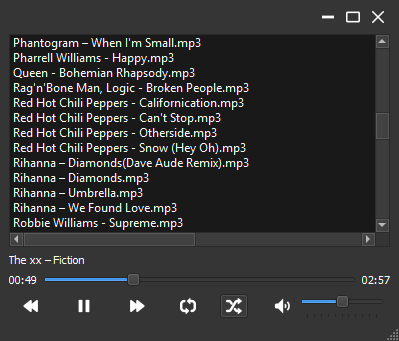 Phantogram – When I'm Small.mp3
Pharrell Williams - Happy.mp3
Queen - Bohemian Rhapsody.mp3
Rag'n'Bone Man, Logic - Broken People.mp3
Red Hot Chili Peppers - Californication.mp3
Red Hot Chili Peppers - Can't Stop.mp3
Red Hot Chili Peppers - Otherside.mp3
Red Hot Chili Peppers - Snow (Hey Oh).mp3
Rihanna – Diamonds(Dave Aude Remix).mp3
Rihanna – Diamonds.mp3
Rihanna – Umbrella.mp3
Rihanna – We Found Love.mp3
Robbie Williams - Supreme.mp3
The xx – Fiction
00:49 02:57